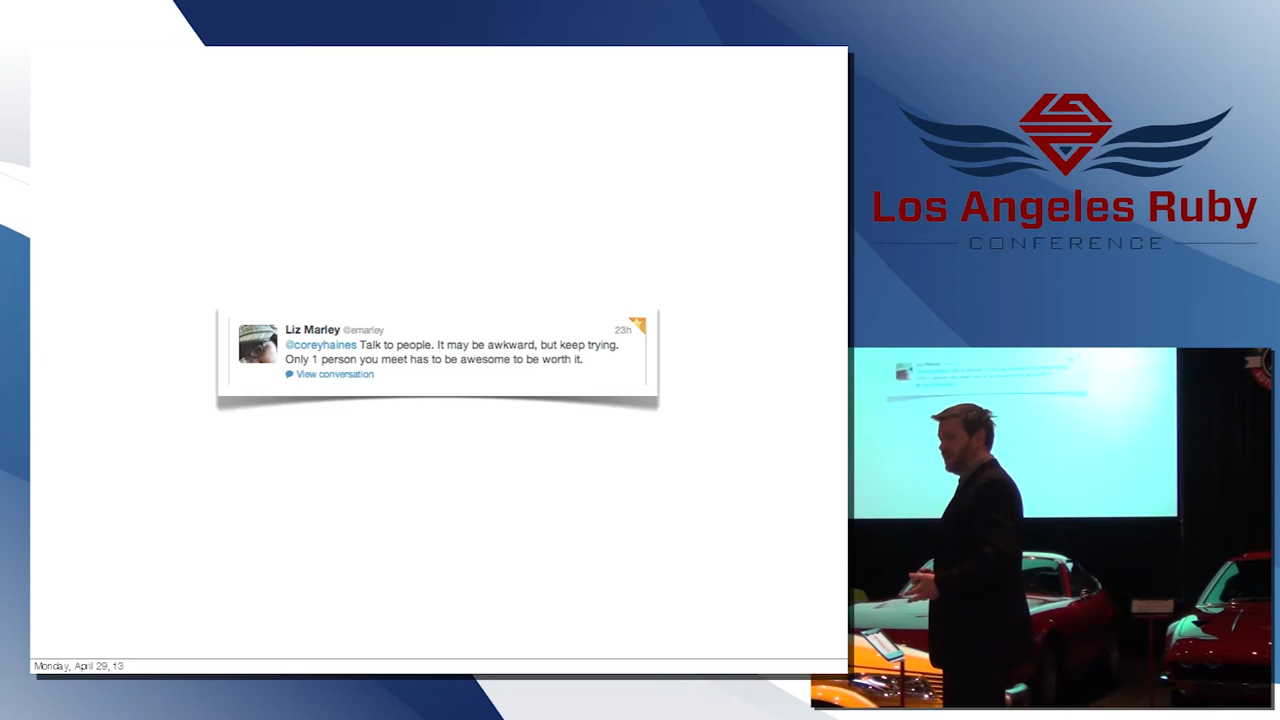 Los Angeles Ruby
CONFERENCE
Liz Marley @emarley 23h
@coreyhaines Talk to people. It may be awkward, but keep trying.
Only 1 person you meet has to be awesome to be worth it.
View conversation
Monday, April 29, 13